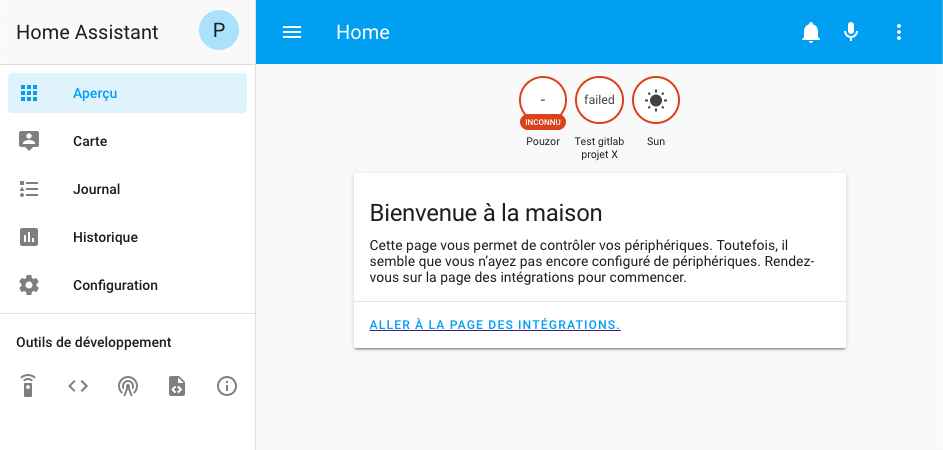 Home Assistant
P
Home
Aperçu
Carte
Journal
Historique
Configuration
Outils de développement
-
failed
INCONNU
Pouzor
Test gitlab
projet X
Sun
Bienvenue à la maison
Cette page vous permet de contrôler vos périphériques. Toutefois, il
semble que vous n’ayez pas encore configuré de périphériques. Rendez-
vous sur la page des intégrations pour commencer.
ALLER À LA PAGE DES INTÉGRATIONS.